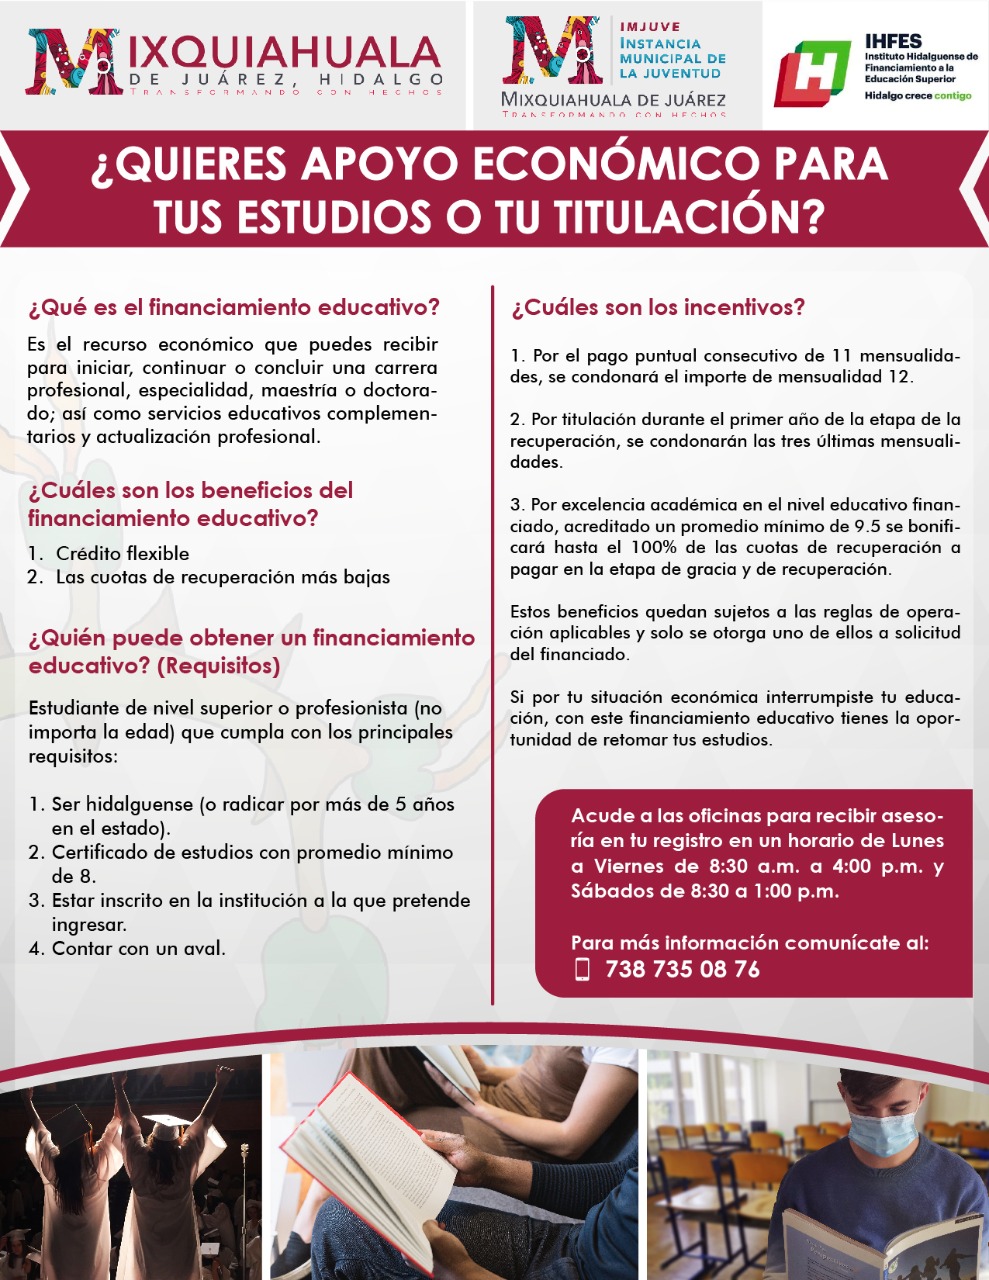 MIXQUIAHUALA
DE JUÁREZ, HIDALGO
TRANSFORMANDO CON HECHOS
IMJUVE
INSTANCIA
MUNICIPAL DE
LA JUVENTUD
MIXQUIAHUALA DE JUÁREZ
TRANSFORMANDO CON HECHOS
H
IHFES
Instituto Hidalguense de
Financiamiento a la
Educación Superior
Hidalgo crece contigo
¿QUIERES APOYO ECONÓMICO PARA
TUS ESTUDIOS O TU TITULACIÓN?
¿Qué es el financiamiento educativo?
Es el recurso económico que puedes recibir
para iniciar, continuar o concluir una carrera
profesional, especialidad, maestría o doctora-
do; así como servicios educativos complemen-
tarios y actualización profesional.
¿Cuáles son los beneficios del
financiamiento educativo?
1. Crédito flexible
2. Las cuotas de recuperación más bajas
¿Quién puede obtener un financiamiento
educativo? (Requisitos)
Estudiante de nivel superior o profesionista (no
importa la edad) que cumpla con los principales
requisitos:
1. Ser hidalguense (o radicar por más de 5 años
en el estado).
2. Certificado de estudios con promedio mínimo
de 8.
3. Estar inscrito en la institución a la que pretende
ingresar.
4. Contar con un aval.
¿Cuáles son los incentivos?
1. Por el pago puntual consecutivo de 11 mensualida-
des, se condonará el importe de mensualidad 12.
2. Por titulación durante el primer año de la etapa de la
recuperación, se condonarán las tres últimas mensuali-
dades.
3. Por excelencia académica en el nivel educativo finan-
ciado, acreditado un promedio mínimo de 9.5 se bonifi-
cará hasta el 100% de las cuotas de recuperación a
pagar en la etapa de gracia y de recuperación.
Estos beneficios quedan sujetos a las reglas de opera-
ción aplicables y solo se otorga uno de ellos a solicitud
del financiado.
Si por tu situación económica interrumpiste tu educa-
ción, con este financiamiento educativo tienes la opor-
tunidad de retomar tus estudios.
Acude a las oficinas para recibir aseso-
ría en tu registro en un horario de Lunes
a Viernes de 8:30 a.m. a 4:00 p.m. y
Sábados de 8:30 a 1:00 p.m.
Para más información comunícate al:
738 735 08 76